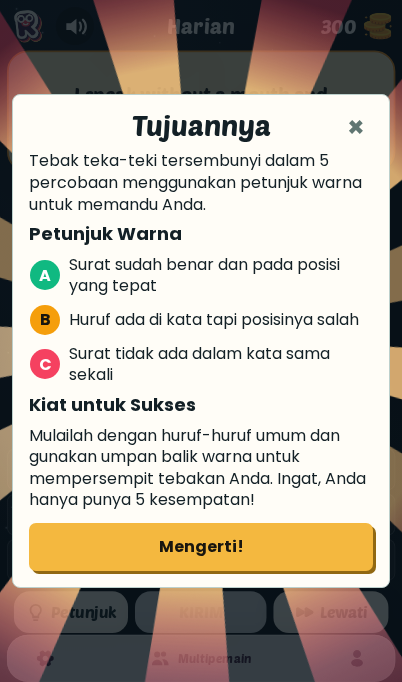 Harian
300
Tujuannya
Tebak teka-teki tersembunyi dalam 5
percobaan menggunakan petunjuk warna
untuk memandu Anda.
Petunjuk Warna
A Surat sudah benar dan pada posisi
yang tepat
B Huruf ada di kata tapi posisinya salah
C Surat tidak ada dalam kata sama
sekali
Kiat untuk Sukses
Mulailah dengan huruf-huruf umum dan
gunakan umpan balik warna untuk
mempersempit tebakan Anda. Ingat, Anda
hanya punya 5 kesempatan!
Mengerti!
Petunjuk
KIRIM
Lewati
Multipemain